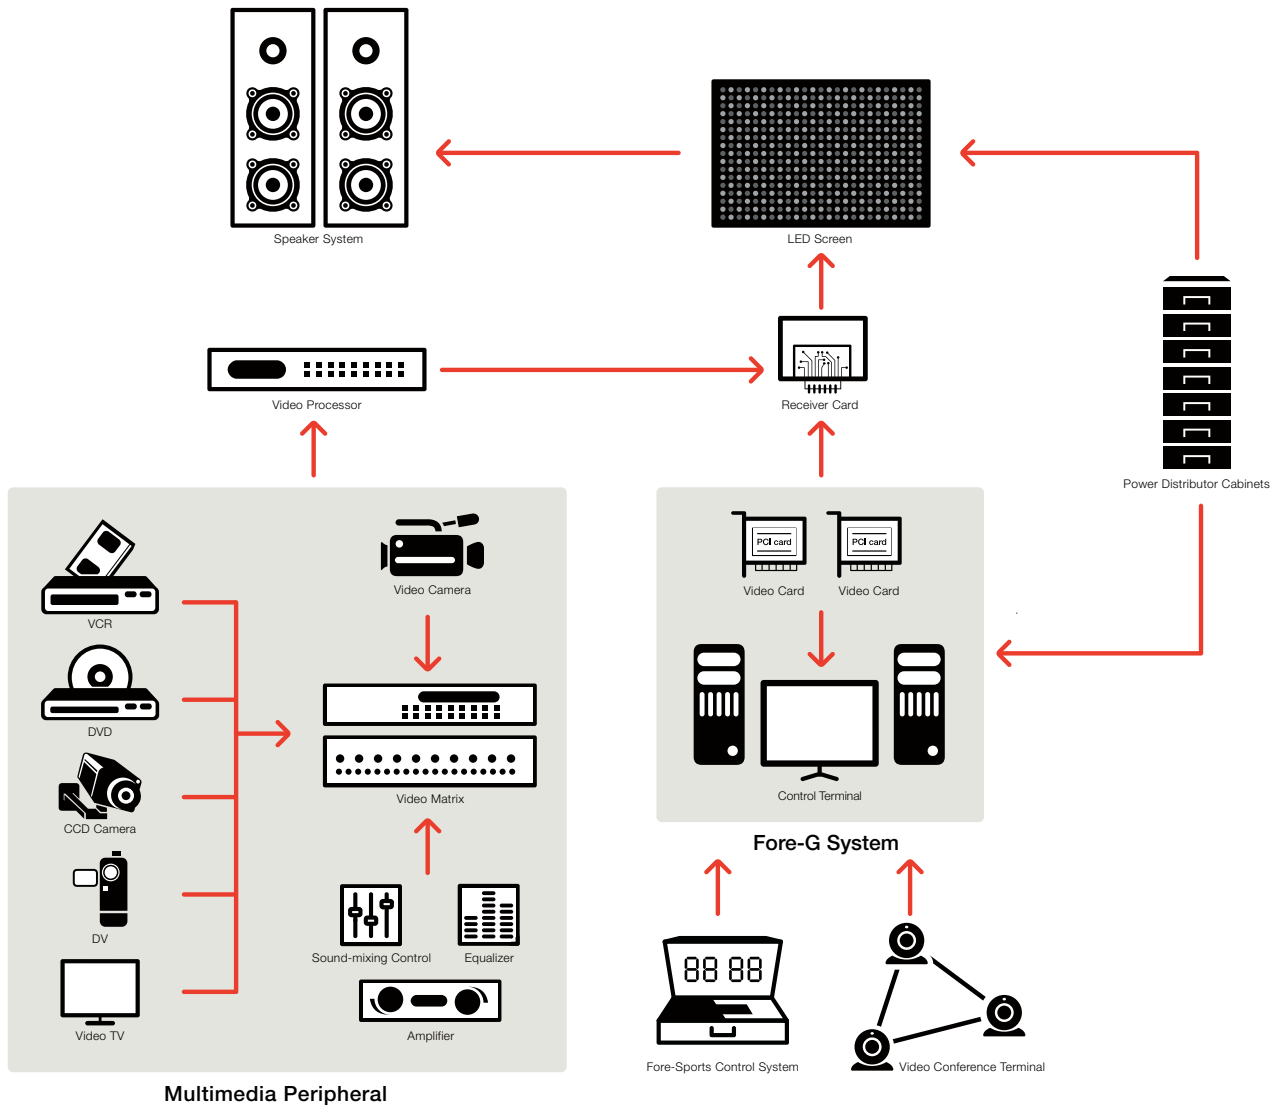 Speaker System
LED Screen
Video Processor
Receiver Card
Power Distributor Cabinets
VCR
DVD
CCD Camera
DV
Video TV
Video Camera
Video Matrix
Sound-mixing Control
Equalizer
Amplifier
Multimedia Peripheral
PCI card
PCI card
Video Card
Video Card
Control Terminal
Fore-G System
88 88
Fore-Sports Control System
Video Conference Terminal